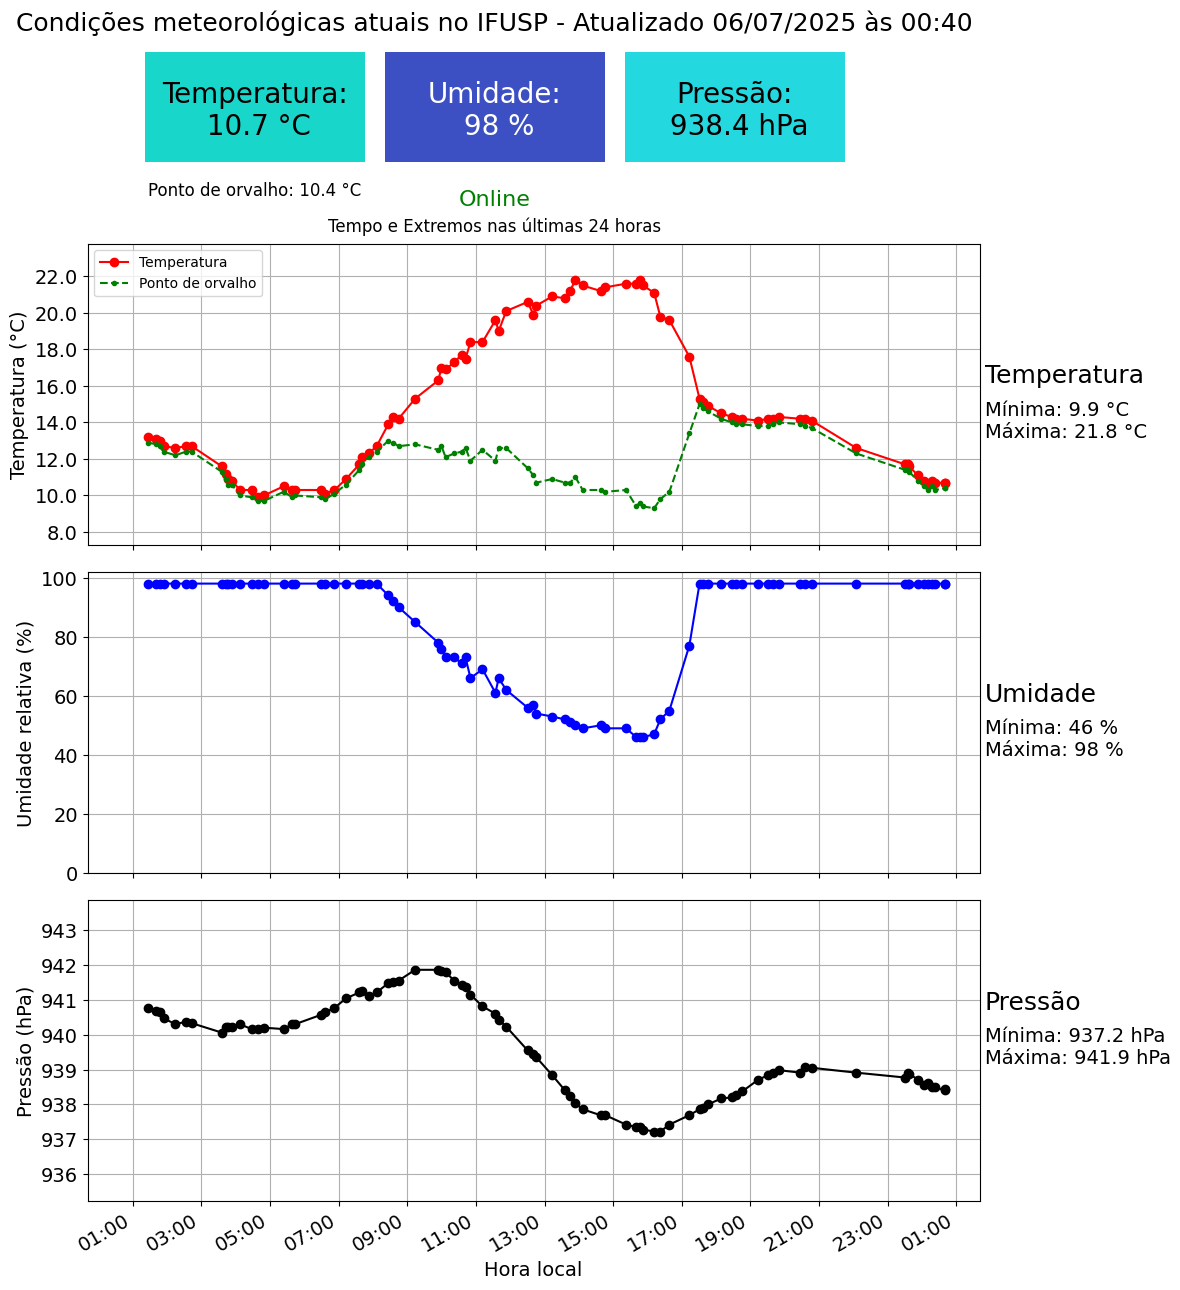 Condições meteorológicas atuais no IFUSP - Atualizado 06/07/2025 às 00:40
Temperatura:
10.7 °C
Umidade:
98 %
Pressão:
938.4 hPa
Ponto de orvalho: 10.4 °C
Online
Tempo e Extremos nas últimas 24 horas
Temperatura
Ponto de orvalho
Temperatura (°C)
22.0
20.0
18.0
16.0
14.0
12.0
10.0
8.0
Temperatura
Mínima: 9.9 °C
Máxima: 21.8 °C
Umidade relativa (%)
100
80
60
40
20
0
Umidade
Mínima: 46 %
Máxima: 98 %
Pressão (hPa)
943
942
941
940
939
938
937
936
Pressão
Mínima: 937.2 hPa
Máxima: 941.9 hPa
01:00
03:00
05:00
07:00
09:00
11:00
13:00
15:00
17:00
19:00
21:00
23:00
01:00
Hora local